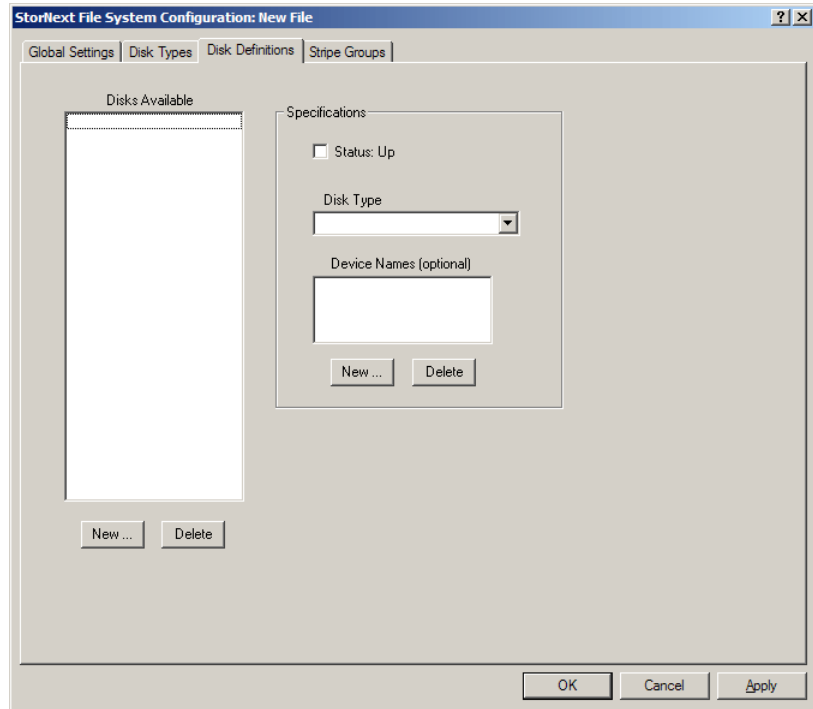 StorNext File System Configuration: New File
Global Settings
Disk Types
Disk Definitions
Stripe Groups
Disks Available
Specifications
Status: Up
Disk Type
Device Names (optional)
New ...
Delete
New ...
Delete
OK
Cancel
Apply